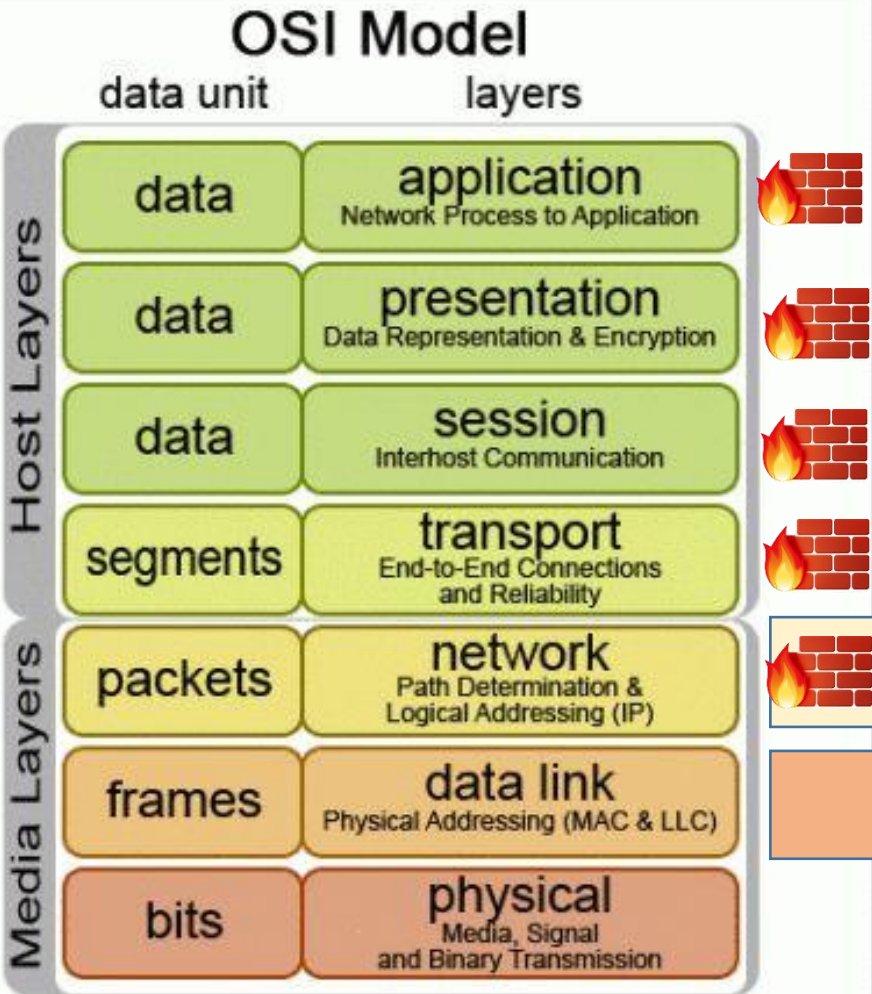 OSI Model
data unit layers
Host Layers
data
application
Network Process to Application
data
presentation
Data Representation & Encryption
data
session
Interhost Communication
segments
transport
End-to-End Connections
and Reliability
Media Layers
packets
network
Path Determination &
Logical Addressing (IP)
frames
data link
Physical Addressing (MAC & LLC)
bits
physical
Media, Signal
and Binary Transmission